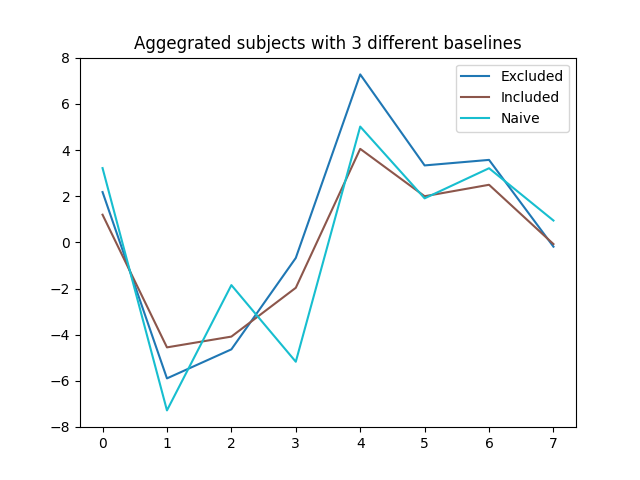 Aggegrated subjects with 3 different baselines
Excluded
Included
Naive
8
6
4
2
0
−2
−4
−6
−8
0 1 2 3 4 5 6 7